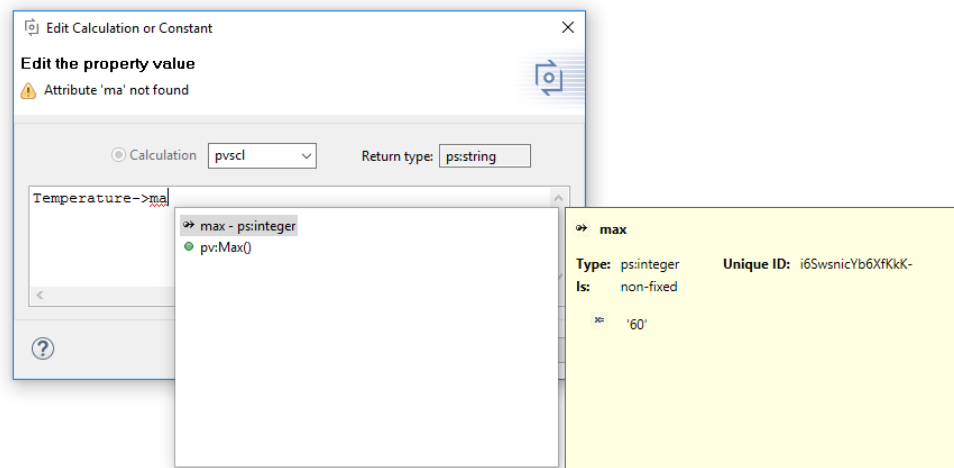 Edit Calculation or Constant
Edit the property value
Attribute 'ma' not found
Calculation pvscl Return type: ps:string
Temperature->ma
max - ps:integer
pv:Max()
max
Type: ps:integer Unique ID: i6SwsnicYb6XfKkK-
Is: non-fixed
'60'